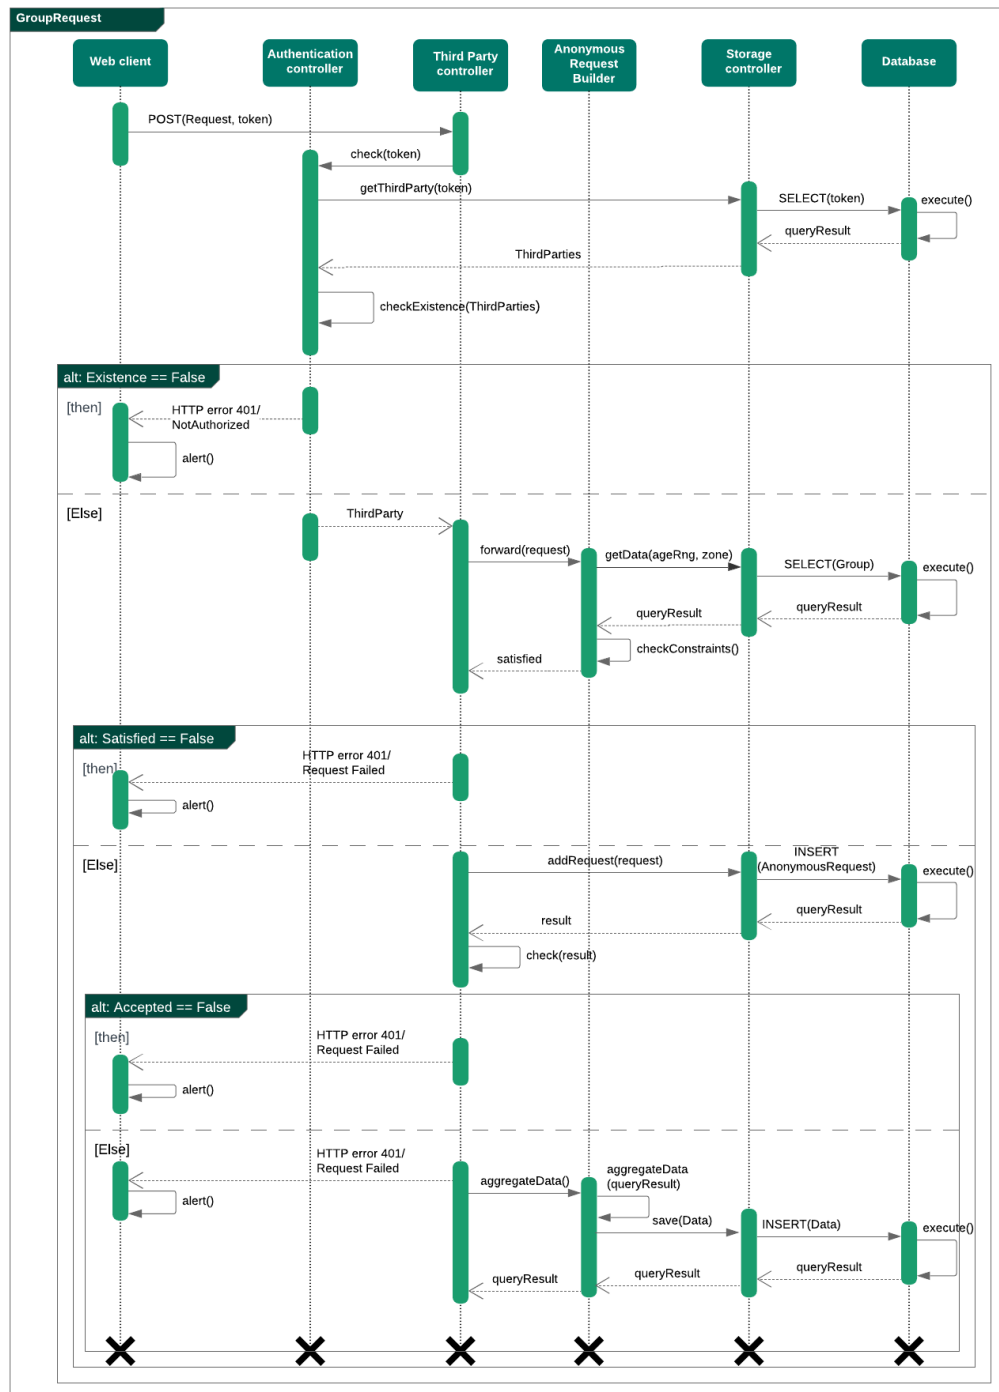 GroupRequest
Web client
Authentication
controller
Third Party
controller
Anonymous
Request
Builder
Storage
controller
Database
POST(Request, token)
check(token)
getThirdParty(token)
SELECT(token)
execute()
queryResult
ThirdParties
checkExistence(ThirdParties)
alt: Existence == False
[then]
HTTP error 401/
NotAuthorized
alert()
[Else]
ThirdParty
forward(request)
getData(ageRng, zone)
SELECT(Group)
execute()
queryResult
queryResult
checkConstraints()
satisfied
alt: Satisfied == False
[then]
HTTP error 401/
Request Failed
alert()
[Else]
addRequest(request)
INSERT
(AnonymousRequest)
execute()
queryResult
result
check(result)
alt: Accepted == False
[then]
HTTP error 401/
Request Failed
alert()
[Else]
HTTP error 401/
Request Failed
alert()
aggregateData()
aggregateData
(queryResult)
save(Data)
INSERT(Data)
execute()
queryResult
queryResult
queryResult